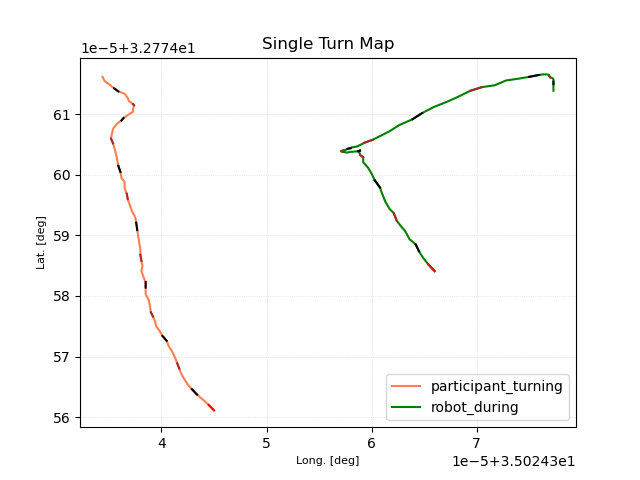 Single Turn Map
1e−5+3.2774e1
61
60
59
58
57
56
Lat. [deg]
4
5
6
7
Long. [deg]
1e−5+3.50243e1
participant_turning
robot_during